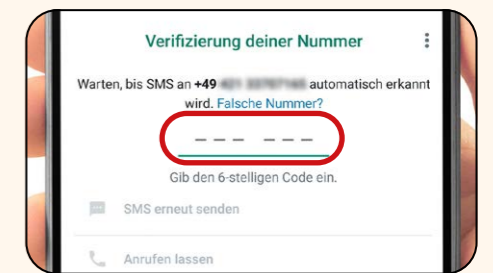 Verifizierung deiner Nummer
Warten, bis SMS an +49 automatisch erkannt
wird. Falsche Nummer?
Gib den 6-stelligen Code ein.
SMS erneut senden
Anrufen lassen